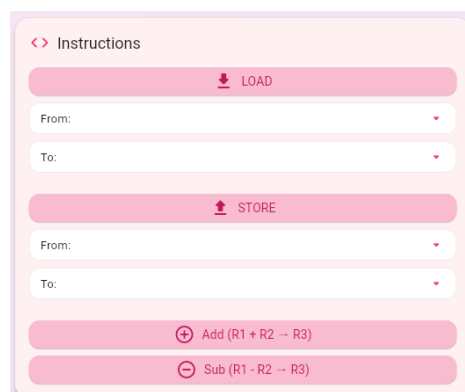 Instructions
LOAD
From:
To:
STORE
From:
To:
Add (R1 + R2 → R3)
Sub (R1 - R2 → R3)